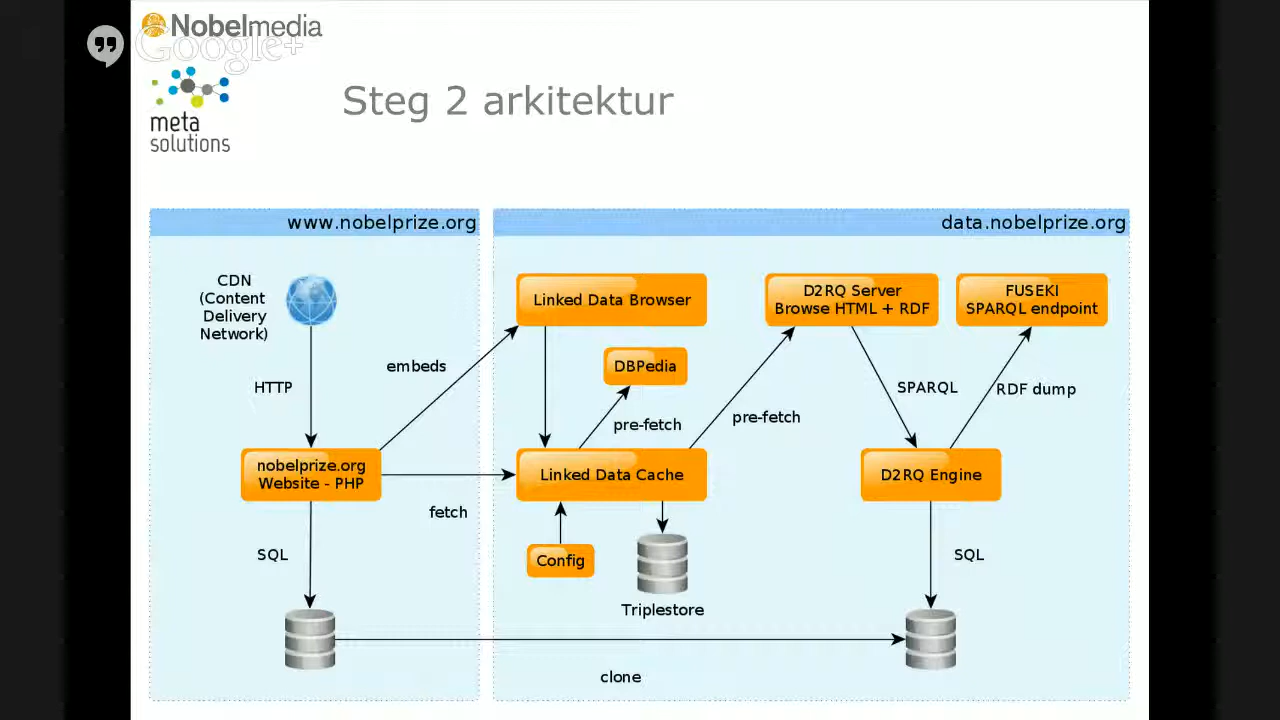 Nobelmedia
Google+
meta
solutions
Steg 2 arkitektur
www.nobelprize.org
data.nobelprize.org
CDN
(Content
Delivery
Network)
HTTP
nobelprize.org
Website - PHP
SQL
embeds
fetch
Linked Data Browser
DBPedia
pre-fetch
pre-fetch
Linked Data Cache
Config
Triplestore
D2RQ Server
Browse HTML + RDF
FUSEKI
SPARQL endpoint
SPARQL
RDF dump
D2RQ Engine
SQL
clone